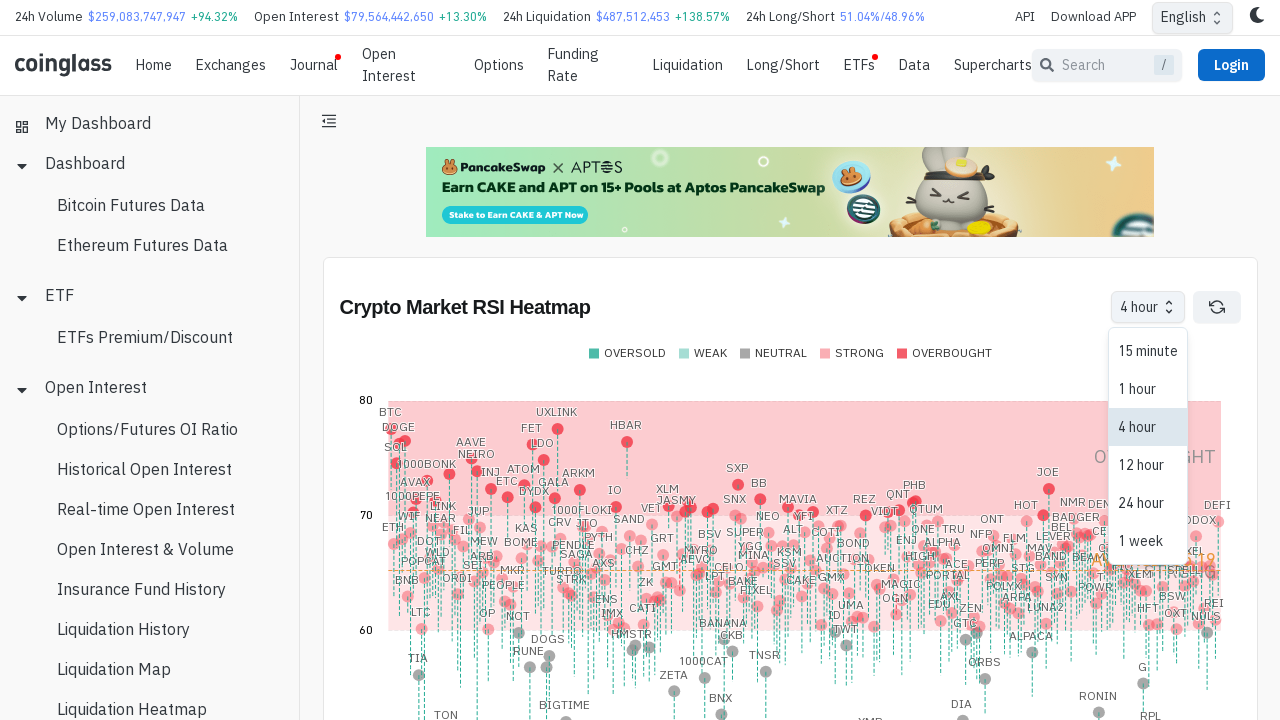 24h Volume $259,083,747,947 +94.32% Open Interest $79,564,442,650 +13.30% 24h Liquidation $487,512,453 +138.57% 24h Long/Short 51.04%/48.96% API Download APP English
coinglass Home Exchanges Journal Open Interest Options Funding Rate Liquidation Long/Short ETFs Data Supercharts Search / Login
My Dashboard
Dashboard
Bitcoin Futures Data
Ethereum Futures Data
ETF
ETFs Premium/Discount
Open Interest
Options/Futures OI Ratio
Historical Open Interest
Real-time Open Interest
Open Interest & Volume
Insurance Fund History
Liquidation History
Liquidation Map
Liquidation Heatmap
PancakeSwap × APTOS
Earn CAKE and APT on 15+ Pools at Aptos PancakeSwap
Stake to Earn CAKE & APT Now
Crypto Market RSI Heatmap
4 hour
15 minute
1 hour
4 hour
12 hour
24 hour
1 week
OVERSOLD WEAK NEUTRAL STRONG OVERBOUGHT
80
BTC UXLINK
DOGE FET HBAR
SOL AAVE LDO
NEIRO
1000BONK INJ ATOM ARKM SXP JOE
AVAX ETC GALA BB PHB
1000PEPE DYDX IO XLM QNT
LINK JASMY SNX MAVIA REZ HOT NMR DEFI
WIF JUP 1000FLOKI VET XTZ VIDT QTUM
70
NEAR CRV SAND NEO YFI ONT BADGER
ETH FIL KAS JTO GRT BSV SUPER ALT COTI ONE TRU NFP BEL
DOT MEW BOME PYTH YGG BOND ENJ ALPHA FLM LEVER
WLD ARB PENDLE CHZ MYRO KSM OMNI MAV
POPCAT SEI SAGA AEVO MINA AUCTION HIGH BAND
MKR AXS GMT CELO SSV TOKEN ACE PERP STG
BNB ORDI PEOPLE TURBO STRK ZK BAKE CAKE GMX PORTAL SYN
PIXEL MAGIC POLYX POWR XEM BSW
LTC OP NOT ENS IMX CATI UMA OGN AXL ARPA HFT REI
EDU LUNA2 OXT
60
HMSTR BANANA ID ZEN NULS
DOGS CKB TWT GTC ALPACA
TIA RUNE 1000CAT TNSR ORBS G
ZETA
TON BIGTIME BNX DIA RONIN RPL